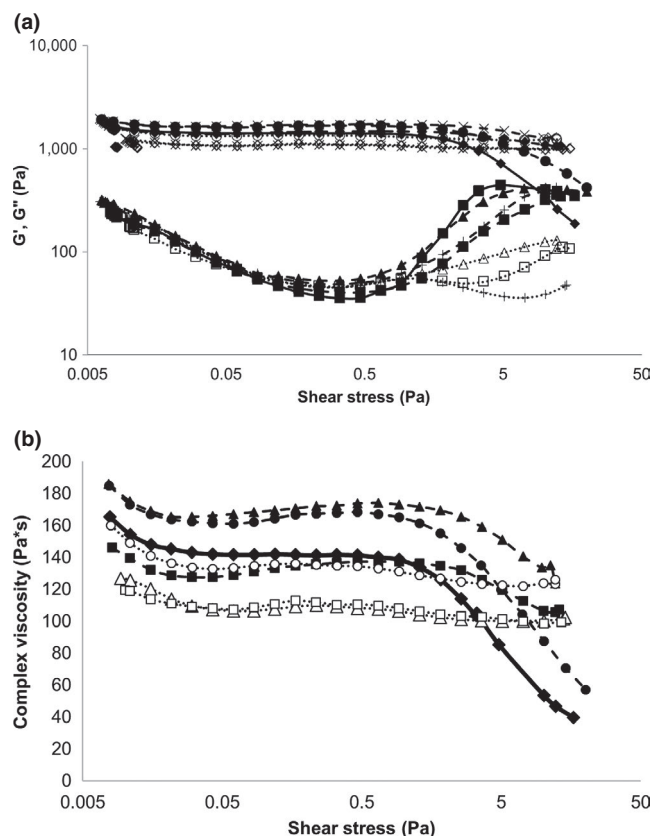 (a)
10,000
1,000
100
10
G', G" (Pa)
0.005 0.05 0.5 5 50
Shear stress (Pa)
(b)
200
180
160
140
120
100
80
60
40
20
0
Complex viscosity (Pa*s)
0.005 0.05 0.5 5 50
Shear stress (Pa)